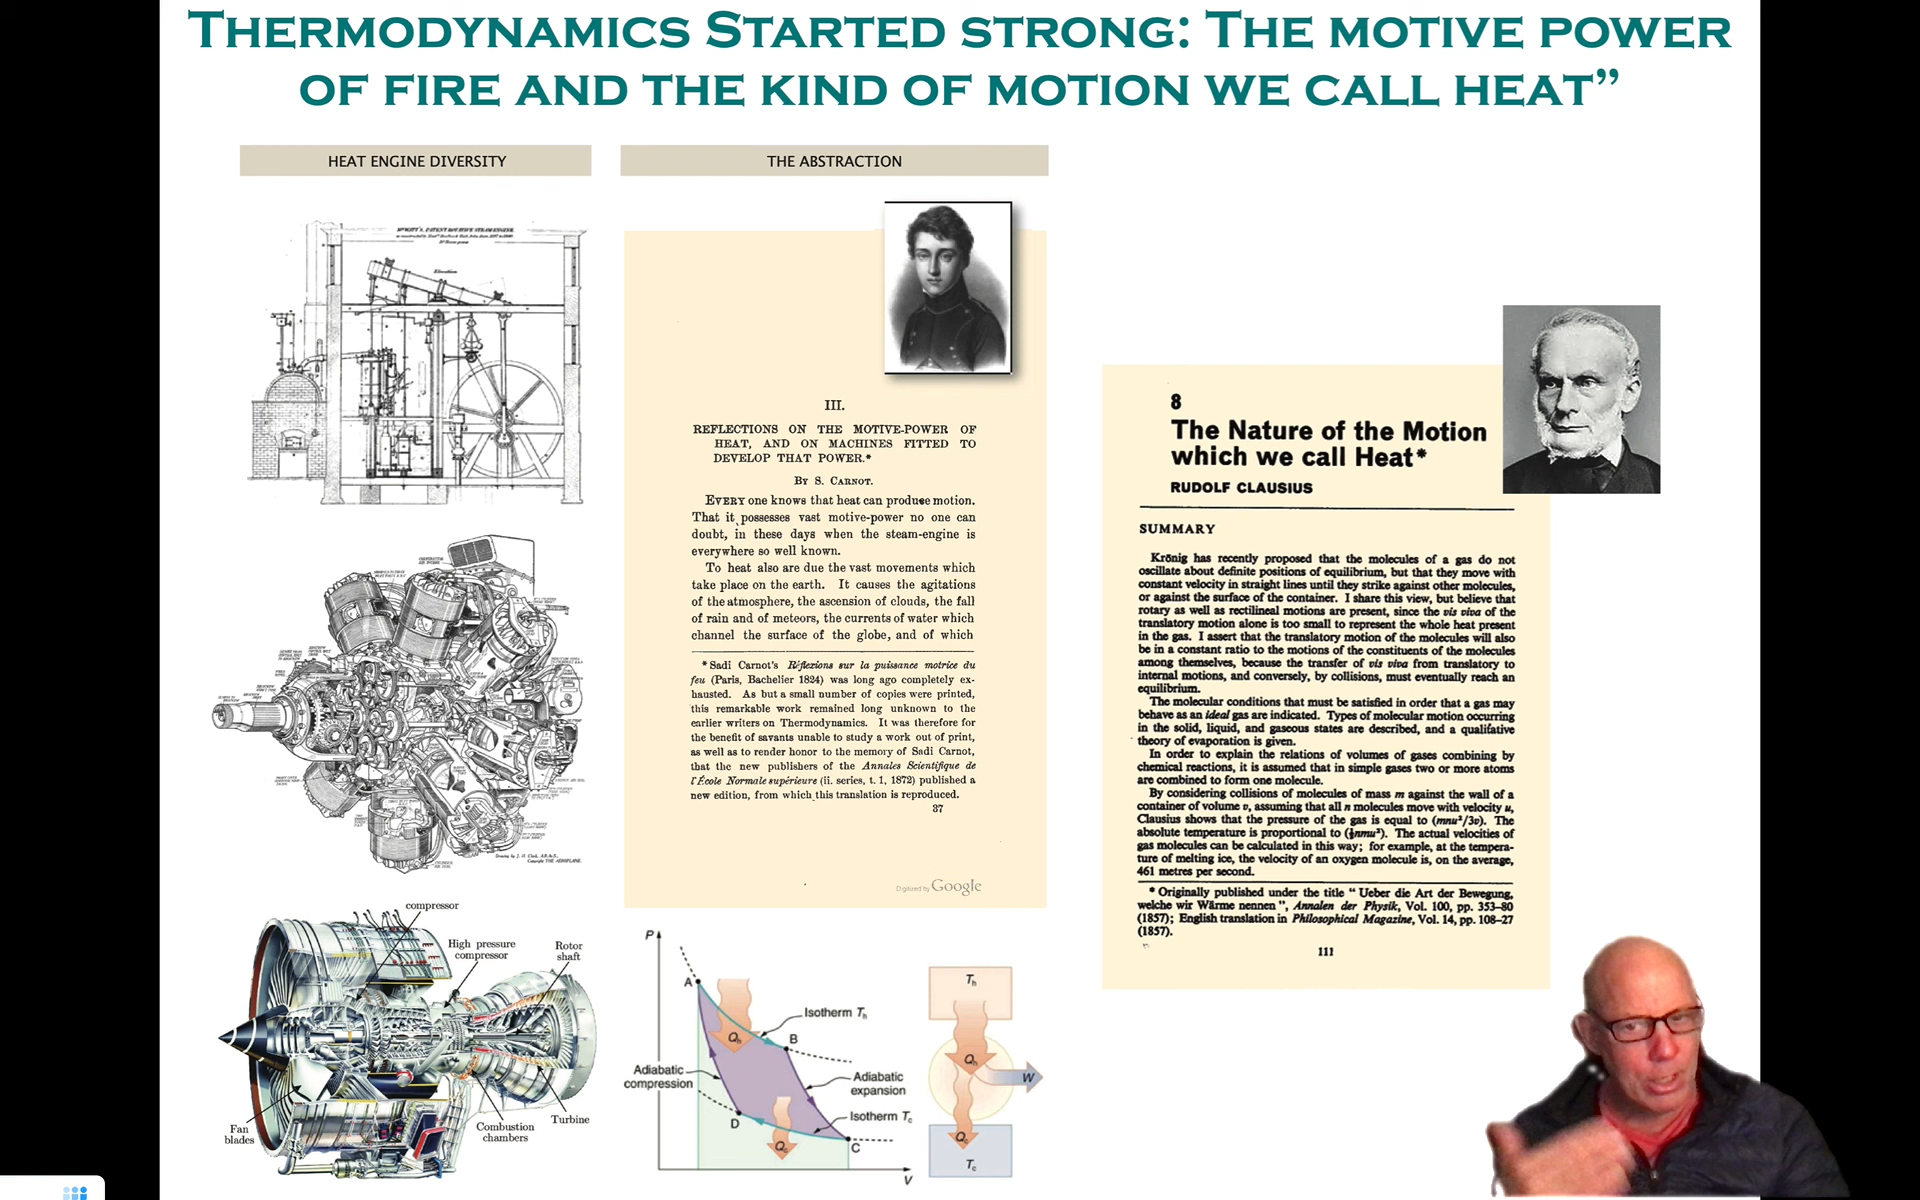 THERMODYNAMICS STARTED STRONG: THE MOTIVE POWER
OF FIRE AND THE KIND OF MOTION WE CALL HEAT”
HEAT ENGINE DIVERSITY
THE ABSTRACTION
Elevation
III.
REFLECTIONS ON THE MOTIVE-POWER OF
HEAT, AND ON MACHINES FITTED TO
DEVELOP THAT POWER.*
BY S. CARNOT.
EVERY one knows that heat can produce motion.
That it possesses vast motive-power no one can
doubt, in these days when the steam-engine is
everywhere so well known.
To heat also are due the vast movements which
take place on the earth. It causes the agitations
of the atmosphere, the ascension of clouds, the fall
of rain and of meteors, the currents of water which
channel the surface of the globe, and of which
* Sadi Carnot's Réflexions sur la puissance motrice du
feu (Paris, Bachelier 1824) was long ago completely ex-
hausted. As but a small number of copies were printed,
this remarkable work remained long unknown to the
earlier writers on Thermodynamics. It was therefore for
the benefit of savants unable to study a work out of print,
as well as to render honor to the memory of Sadi Carnot,
that the new publishers of the Annales Scientifique de
l'École Normale supérieure (ii. series, t. 1, 1872) published a
new edition, from which this translation is reproduced.
37
Digitized by Google
8
The Nature of the Motion
which we call Heat*
RUDOLF CLAUSIUS
SUMMARY
Krönig has recently proposed that the molecules of a gas do not
oscillate about definite positions of equilibrium, but that they move with
constant velocity in straight lines until they strike against other molecules,
or against the surface of the container. I share this view, but believe that
rotary as well as rectilineal motions are present, since the vis viva of the
translatory motion alone is too small to represent the whole heat present
in the gas. I assert that the translatory motion of the molecules will also
be in a constant ratio to the motions of the constituents of the molecules
among themselves, because the transfer of vis viva from translatory to
internal motions, and conversely, by collisions, must eventually reach an
equilibrium.
The molecular conditions that must be satisfied in order that a gas may
behave as an ideal gas are indicated. Types of molecular motion occurring
in the solid, liquid, and gaseous states are described, and a qualitative
theory of evaporation is given.
In order to explain the relations of volumes of gases combining by
chemical reactions, it is assumed that in simple gases two or more atoms
are combined to form one molecule.
By considering collisions of molecules of mass m against the wall of a
container of volume v, assuming that all n molecules move with velocity u,
Clausius shows that the pressure of the gas is equal to (mnu²/3v). The
absolute temperature is proportional to (½nmu²). The actual velocities of
gas molecules can be calculated in this way; for example, at the tempera-
ture of melting ice, the velocity of an oxygen molecule is, on the average,
461 metres per second.
* Originally published under the title “ Ueber die Art der Bewegung,
welche wir Wärme nennen ”, Annalen der Physik, Vol. 100, pp. 353–80
(1857); English translation in Philosophical Magazine, Vol. 14, pp. 108–27
(1857).
111
compressor
High pressure
compressor
Rotor
shaft
Fan
blades
Combustion
chambers
Turbine
P
A
Isotherm Th
Qh
B
Adiabatic
compression
Adiabatic
expansion
Isotherm Tc
D
Qc
C
V
Th
Qh
W
Qc
Tc